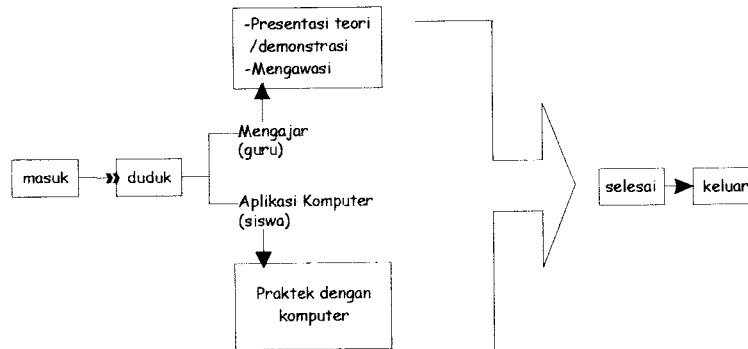 -Presentasi teori
/demonstrasi
-Mengawasi
Mengajar
(guru)
masuk
duduk
Aplikasi Komputer
(siswa)
Praktek dengan
komputer
selesai
keluar